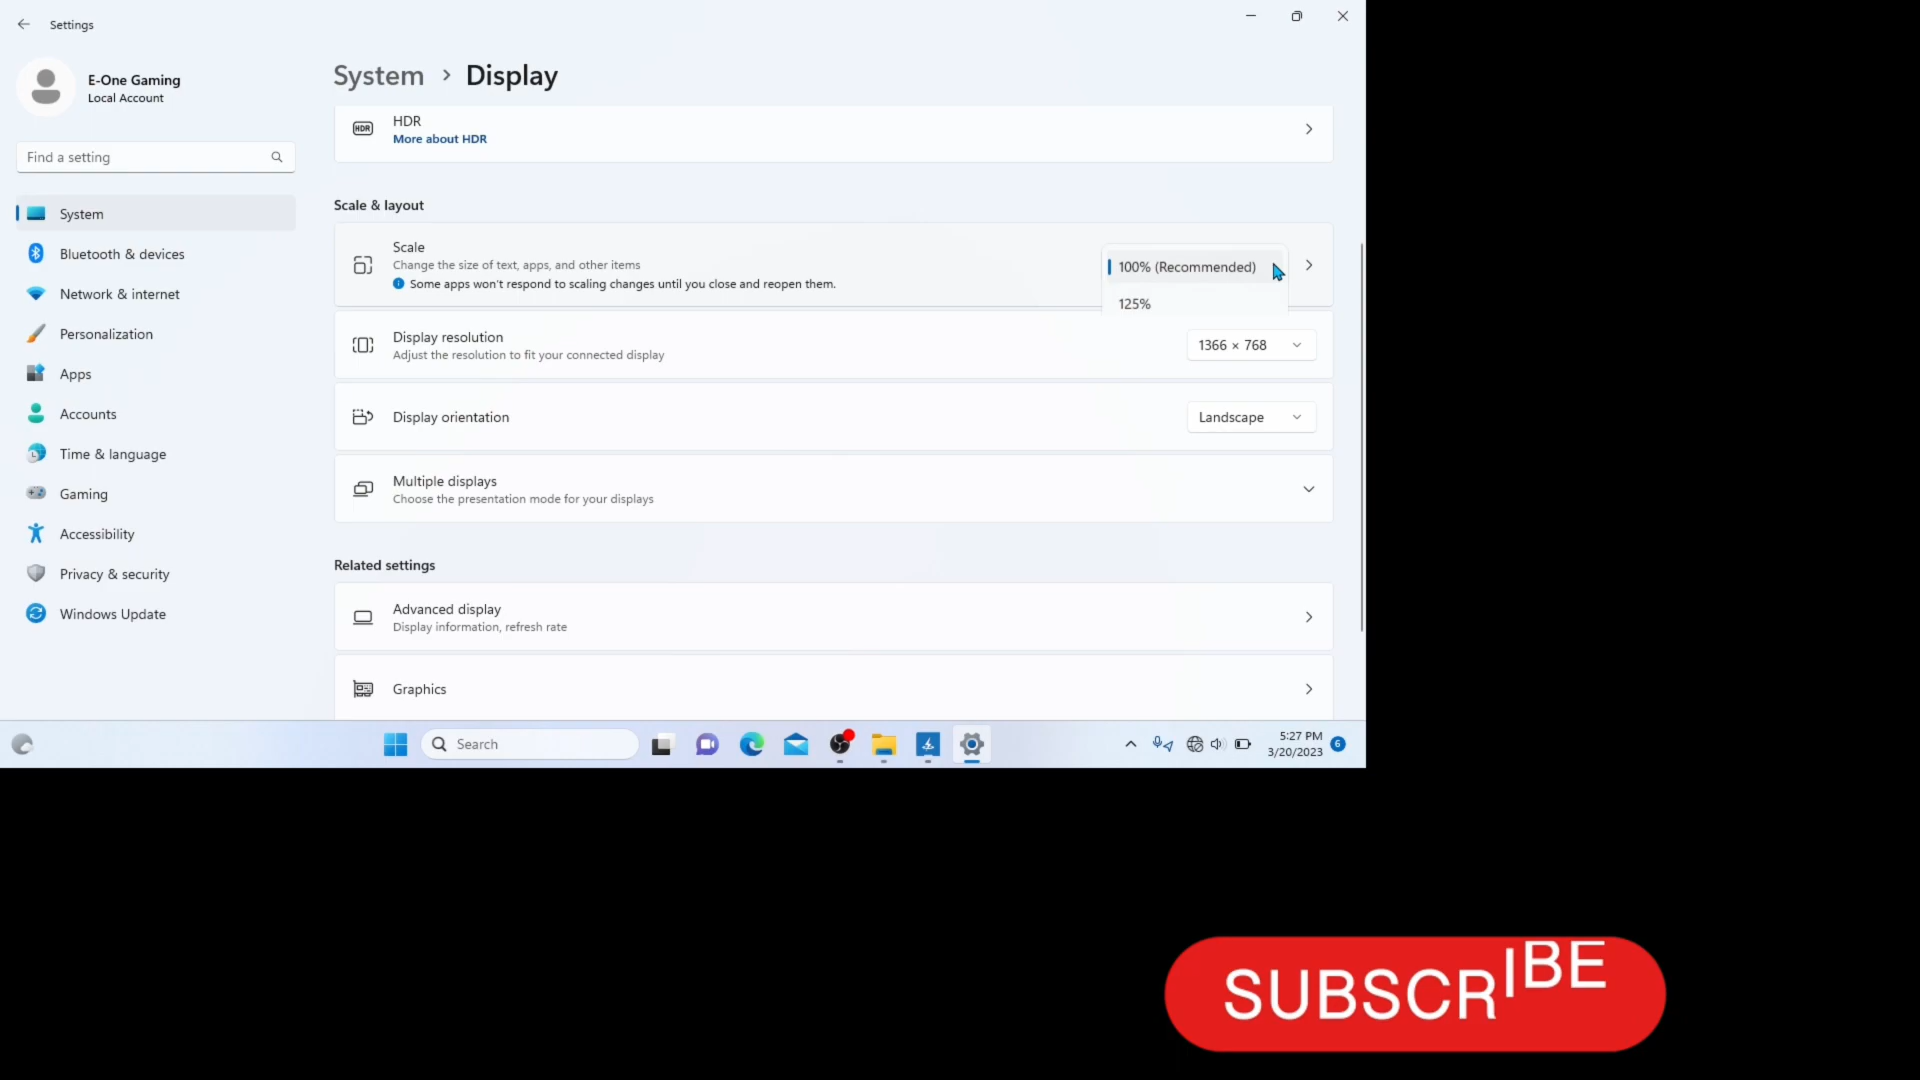 Settings
E-One Gaming
Local Account
Find a setting
System
Bluetooth & devices
Network & internet
Personalization
Apps
Accounts
Time & language
Gaming
Accessibility
Privacy & security
Windows Update
System > Display
HDR
HDR
More about HDR
Scale & layout
Scale
Change the size of text, apps, and other items
Some apps won't respond to scaling changes until you close and reopen them.
100% (Recommended)
125%
Display resolution
Adjust the resolution to fit your connected display
1366 × 768
Display orientation
Landscape
Multiple displays
Choose the presentation mode for your displays
Related settings
Advanced display
Display information, refresh rate
Graphics
Search
5:27 PM
3/20/2023
6
SUBSCRIBE